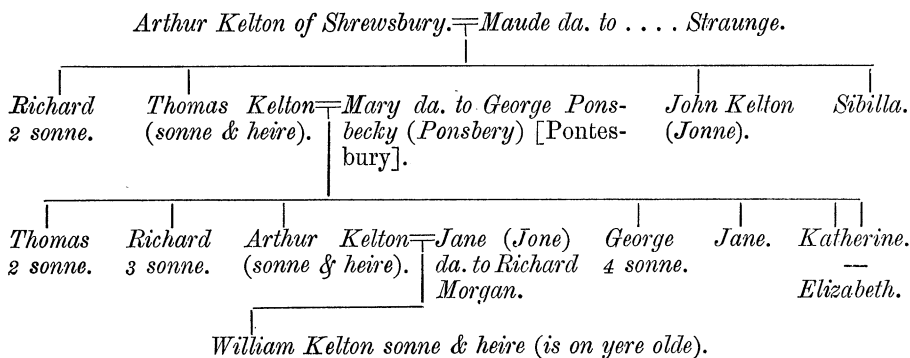 Arthur Kelton of Shrewsbury. Maude da. to .... Straunge.
Richard Thomas Kelton Mary da. to George Pons- John Kelton Sibilla.
2 sonne. (sonne & heire). becky (Ponsbery) [Pontes- (Jonne).
bury].
Thomas Richard Arthur Kelton Jane (Jone) George Jane. Katherine.
2 sonne. 3 sonne. (sonne & heire). da. to Richard 4 sonne. —
Morgan. Elizabeth.
William Kelton sonne & heire (is on yere olde).